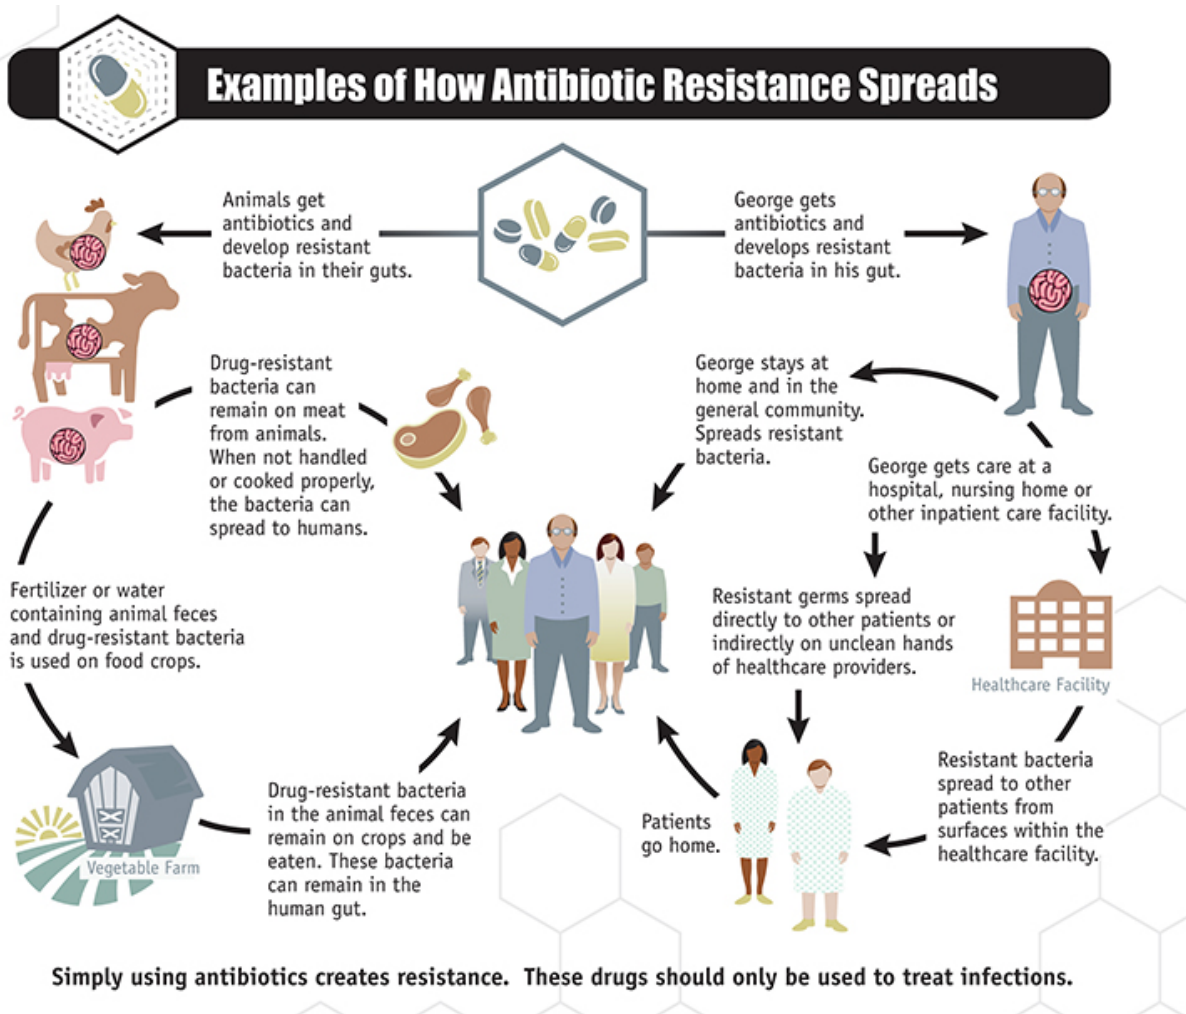 Examples of How Antibiotic Resistance Spreads
Animals get
antibiotics and
develop resistant
bacteria in their guts.
George gets
antibiotics and
develops resistant
bacteria in his gut.
Drug-resistant
bacteria can
remain on meat
from animals.
When not handled
or cooked properly,
the bacteria can
spread to humans.
George stays at
home and in the
general community.
Spreads resistant
bacteria.
George gets care at a
hospital, nursing home or
other inpatient care facility.
Fertilizer or water
containing animal feces
and drug-resistant bacteria
is used on food crops.
Resistant germs spread
directly to other patients or
indirectly on unclean hands
of healthcare providers.
Healthcare Facility
Vegetable Farm
Drug-resistant bacteria
in the animal feces can
remain on crops and be
eaten. These bacteria
can remain in the
human gut.
Patients
go home.
Resistant bacteria
spread to other
patients from
surfaces within the
healthcare facility.
Simply using antibiotics creates resistance. These drugs should only be used to treat infections.